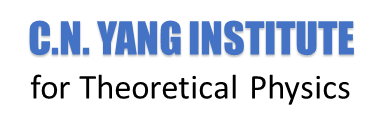 C.N. YANG INSTITUTE
for Theoretical Physics